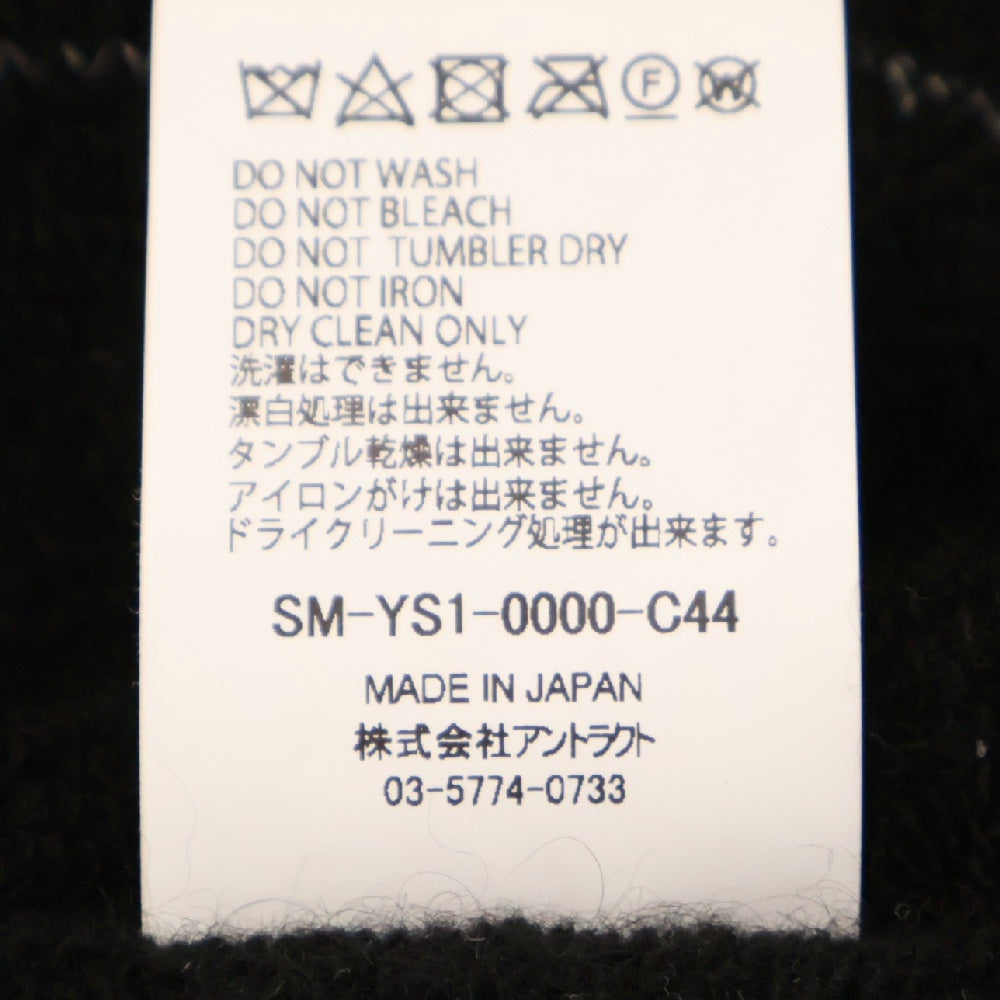 F W
DO NOT WASH
DO NOT BLEACH
DO NOT TUMBLER DRY
DO NOT IRON
DRY CLEAN ONLY
洗濯はできません。
漂白処理は出来ません。
タンブル乾燥は出来ません。
アイロンがけは出来ません。
ドライクリーニング処理が出来ます。
SM-YS1-0000-C44
MADE IN JAPAN
株式会社アントラクト
03-5774-0733